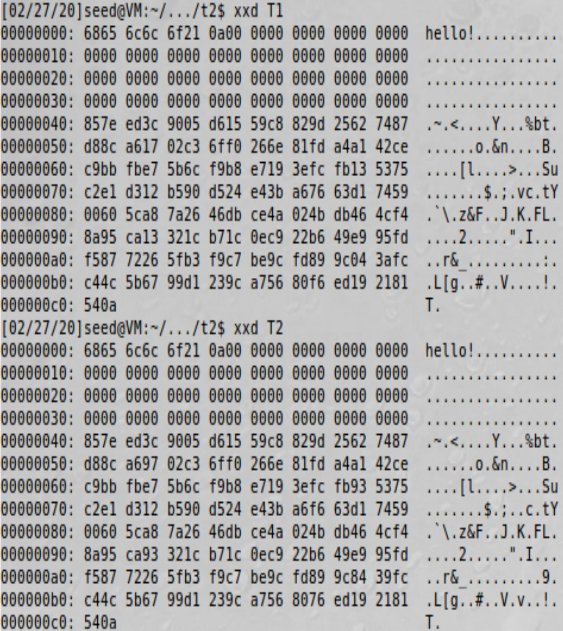 [02/27/20]seed@VM:~/.../t2$ xxd T1
00000000: 6865 6c6c 6f21 0a00 0000 0000 0000 0000  hello!..........
00000010: 0000 0000 0000 0000 0000 0000 0000 0000  ................
00000020: 0000 0000 0000 0000 0000 0000 0000 0000  ................
00000030: 0000 0000 0000 0000 0000 0000 0000 0000  ................
00000040: 857e ed3c 9005 d615 59c8 829d 2562 7487  .~.<....Y...%bt.
00000050: d88c a617 02c3 6ff0 266e 81fd a4a1 42ce  ......o.&n....B.
00000060: c9bb fbe7 5b6c f9b8 e719 3efc fb13 5375  ....[l....>...Su
00000070: c2e1 d312 b590 d524 e43b a676 63d1 7459  .......$.;.vc.tY
00000080: 0060 5ca8 7a26 46db ce4a 024b db46 4cf4  .`\.z&F..J.K.FL.
00000090: 8a95 ca13 321c b71c 0ec9 22b6 49e9 95fd  ....2.....".I...
000000a0: f587 7226 5fb3 f9c7 be9c fd89 9c04 3afc  ..r&_.........:.
000000b0: c44c 5b67 99d1 239c a756 80f6 ed19 2181  .L[g..#..V....!.
000000c0: 540a  T.
[02/27/20]seed@VM:~/.../t2$ xxd T2
00000000: 6865 6c6c 6f21 0a00 0000 0000 0000 0000  hello!..........
00000010: 0000 0000 0000 0000 0000 0000 0000 0000  ................
00000020: 0000 0000 0000 0000 0000 0000 0000 0000  ................
00000030: 0000 0000 0000 0000 0000 0000 0000 0000  ................
00000040: 857e ed3c 9005 d615 59c8 829d 2562 7487  .~.<....Y...%bt.
00000050: d88c a697 02c3 6ff0 266e 81fd a4a1 42ce  ......o.&n....B.
00000060: c9bb fbe7 5b6c f9b8 e719 3efc fb93 5375  ....[l....>...Su
00000070: c2e1 d312 b590 d524 e43b a6f6 63d1 7459  .......$.;..c.tY
00000080: 0060 5ca8 7a26 46db ce4a 024b db46 4cf4  .`\.z&F..J.K.FL.
00000090: 8a95 ca93 321c b71c 0ec9 22b6 49e9 95fd  ....2.....".I...
000000a0: f587 7226 5fb3 f9c7 be9c fd89 9c84 39fc  ..r&_.........9.
000000b0: c44c 5b67 99d1 239c a756 8076 ed19 2181  .L[g..#..V.v..!.
000000c0: 540a  T.